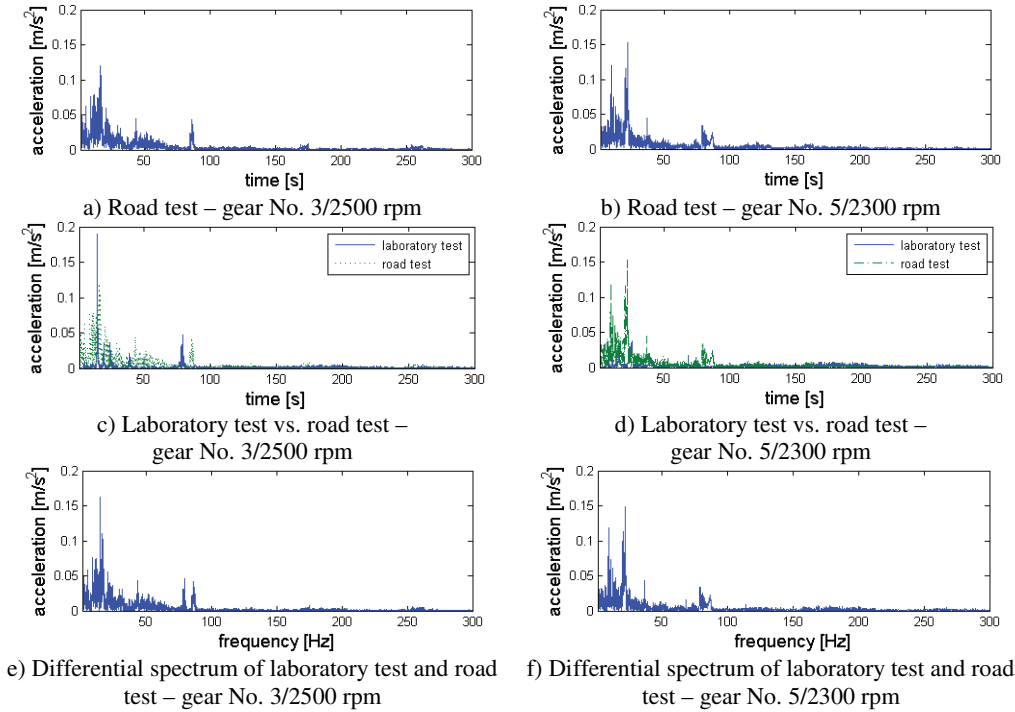 0.2
0.15
0.1
0.05
0
acceleration [m/s²]
50 100 150 200 250 300
time [s]
a) Road test – gear No. 3/2500 rpm
0.2
0.15
0.1
0.05
0
acceleration [m/s²]
50 100 150 200 250 300
time [s]
b) Road test – gear No. 5/2300 rpm
0.2
0.15
0.1
0.05
0
acceleration [m/s²]
laboratory test
road test
50 100 150 200 250 300
time [s]
c) Laboratory test vs. road test –
gear No. 3/2500 rpm
0.2
0.15
0.1
0.05
0
acceleration [m/s²]
laboratory test
road test
50 100 150 200 250 300
time [s]
d) Laboratory test vs. road test –
gear No. 5/2300 rpm
0.2
0.15
0.1
0.05
0
acceleration [m/s²]
50 100 150 200 250 300
frequency [Hz]
e) Differential spectrum of laboratory test and road
test – gear No. 3/2500 rpm
0.2
0.15
0.1
0.05
0
acceleration [m/s²]
50 100 150 200 250 300
frequency [Hz]
f) Differential spectrum of laboratory test and road
test – gear No. 5/2300 rpm